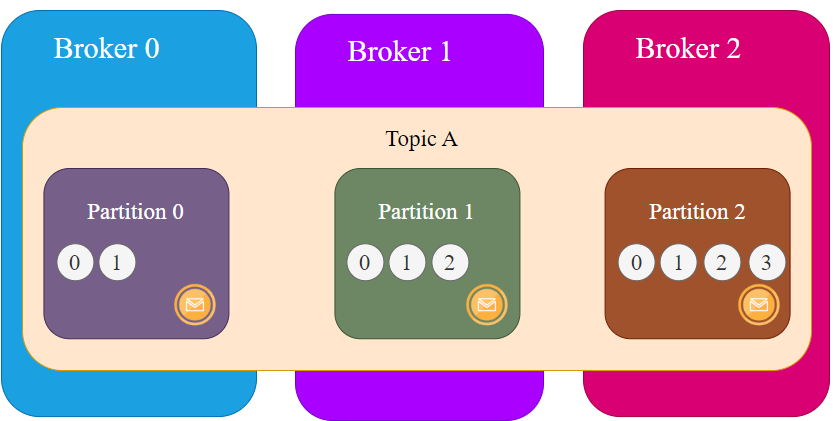 Broker 0
Broker 1
Broker 2
Topic A
Partition 0
Partition 1
Partition 2
0 1
0 1 2
0 1 2 3